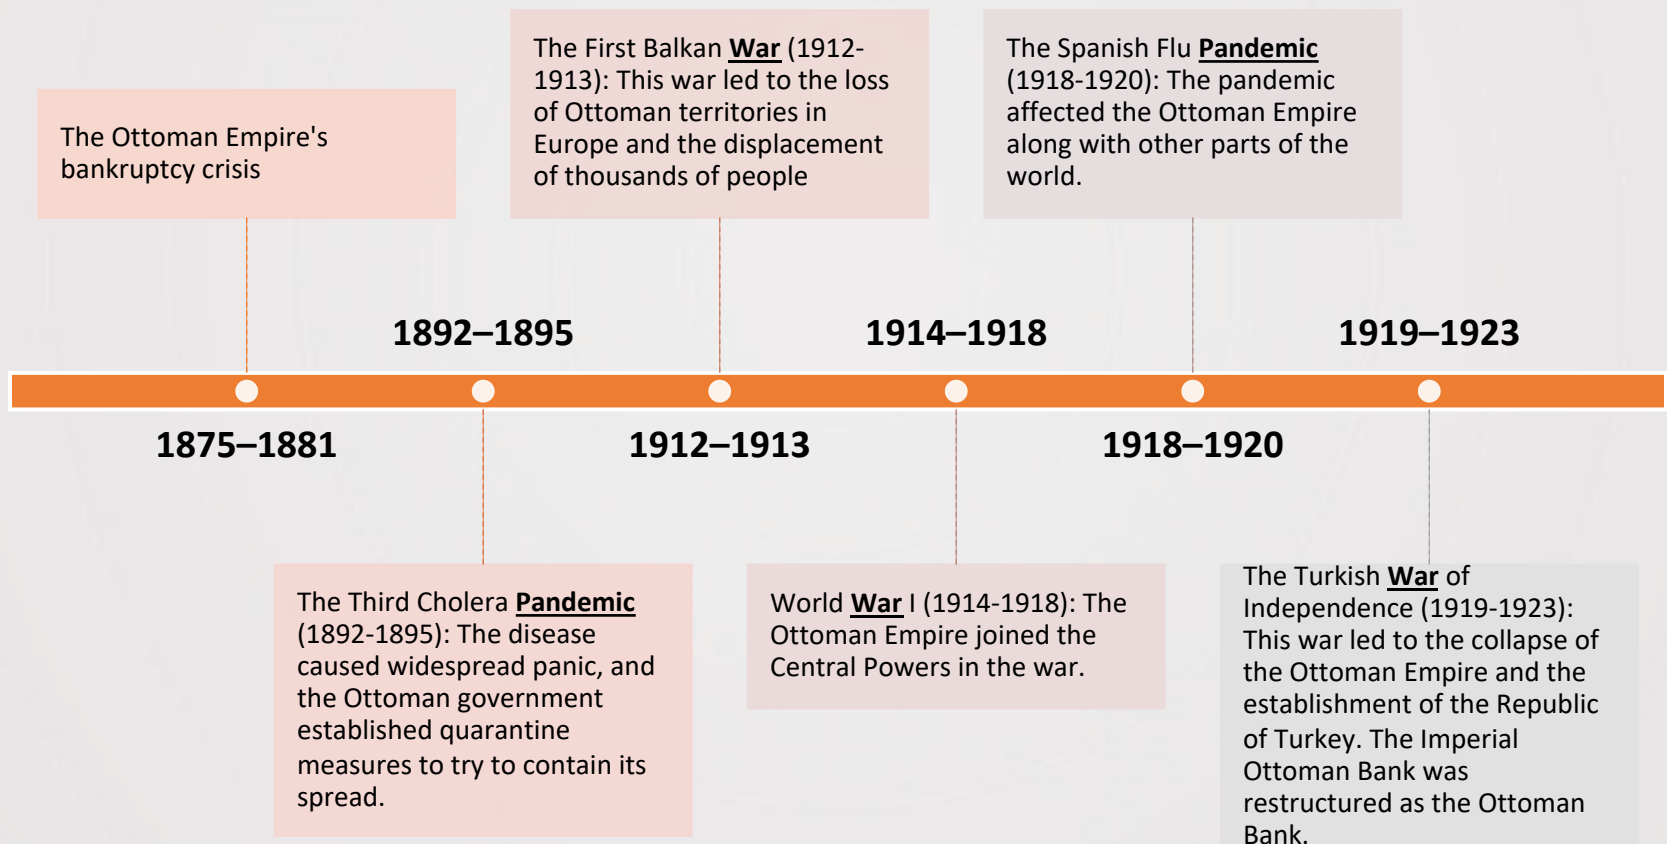 The Ottoman Empire's
bankruptcy crisis
The First Balkan War (1912-
1913): This war led to the loss
of Ottoman territories in
Europe and the displacement
of thousands of people
The Spanish Flu Pandemic
(1918-1920): The pandemic
affected the Ottoman Empire
along with other parts of the
world.
1892–1895
1914–1918
1919–1923
1875–1881
1912–1913
1918–1920
The Third Cholera Pandemic
(1892-1895): The disease
caused widespread panic, and
the Ottoman government
established quarantine
measures to try to contain its
spread.
World War I (1914-1918): The
Ottoman Empire joined the
Central Powers in the war.
The Turkish War of
Independence (1919-1923):
This war led to the collapse of
the Ottoman Empire and the
establishment of the Republic
of Turkey. The Imperial
Ottoman Bank was
restructured as the Ottoman
Bank.